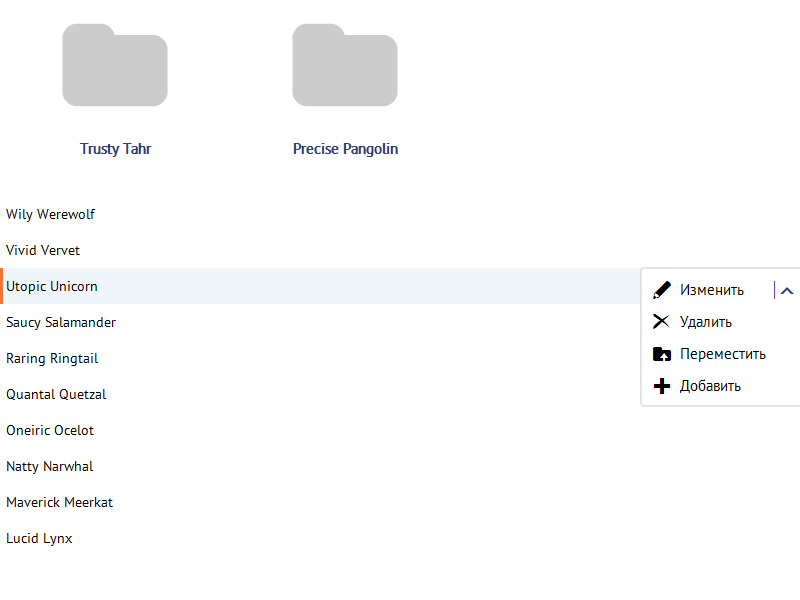 Trusty Tahr
Precise Pangolin
Wily Werewolf
Vivid Vervet
Utopic Unicorn
Изменить
Удалить
Переместить
Добавить
Saucy Salamander
Raring Ringtail
Quantal Quetzal
Oneiric Ocelot
Natty Narwhal
Maverick Meerkat
Lucid Lynx